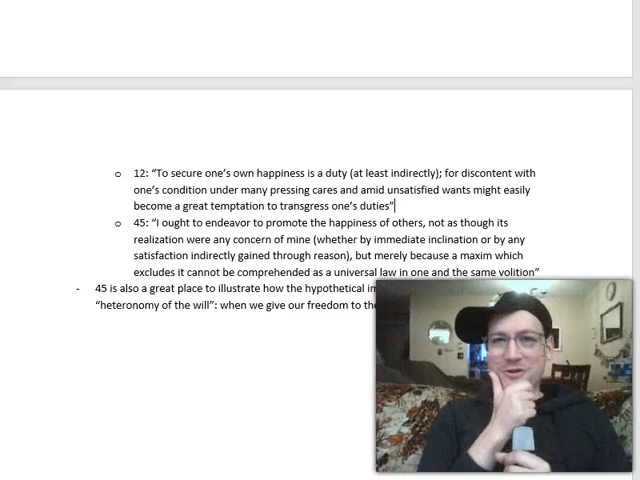 o 12: “To secure one’s own happiness is a duty (at least indirectly); for discontent with
one’s condition under many pressing cares and amid unsatisfied wants might easily
become a great temptation to transgress one’s duties”
o 45: “I ought to endeavor to promote the happiness of others, not as though its
realization were any concern of mine (whether by immediate inclination or by any
satisfaction indirectly gained through reason), but merely because a maxim which
excludes it cannot be comprehended as a universal law in one and the same volition”
- 45 is also a great place to illustrate how the hypothetical
“heteronomy of the will”: when we give our freedom to